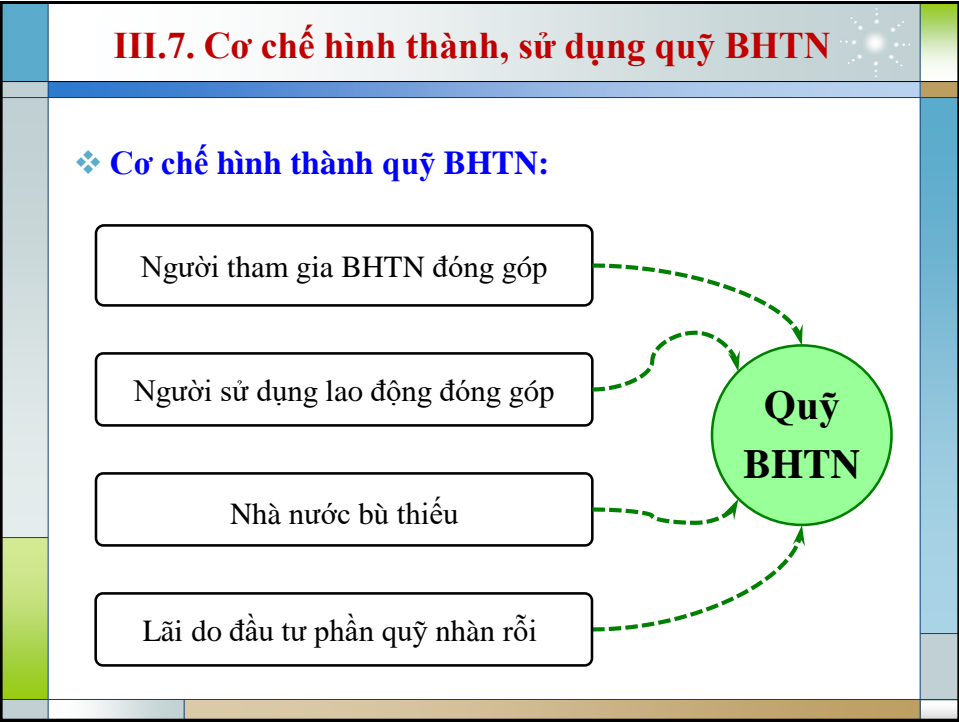 III.7. Cơ chế hình thành, sử dụng quỹ BHTN
Cơ chế hình thành quỹ BHTN:
Người tham gia BHTN đóng góp
Người sử dụng lao động đóng góp
Nhà nước bù thiếu
Lãi do đầu tư phần quỹ nhàn rỗi
Quỹ
BHTN